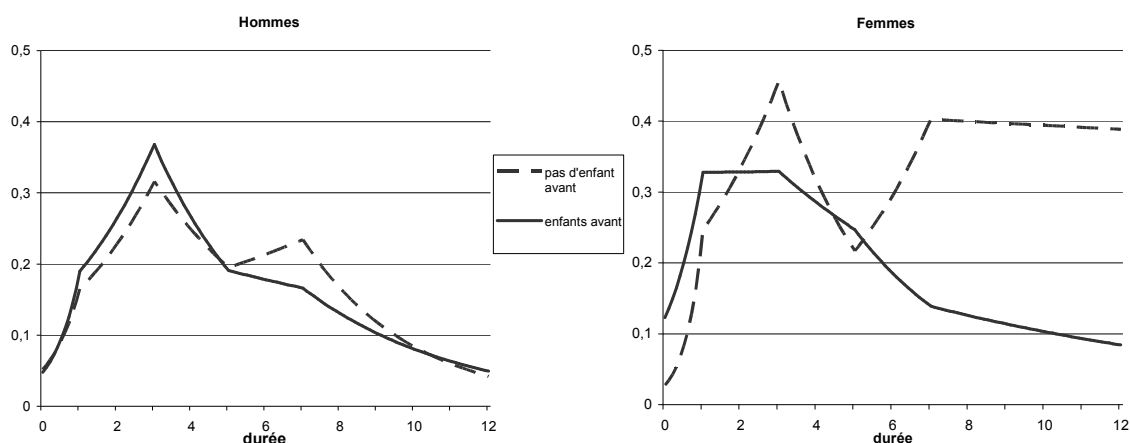 Hommes
0,5
0,4
0,3
0,2
0,1
0
0 2 4 6 8 10 12
durée
pas d'enfant
avant
enfants avant
Femmes
0,5
0,4
0,3
0,2
0,1
0
0 2 4 6 8 10 12
durée